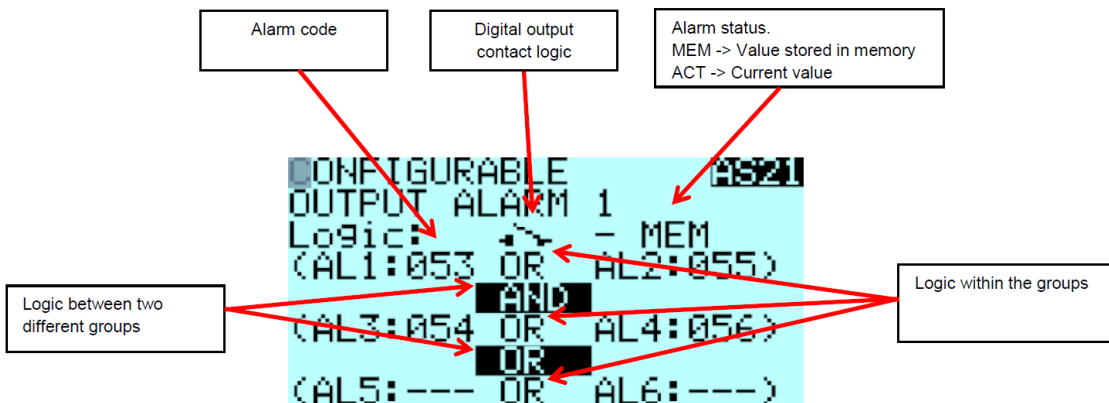 Alarm code
Digital output
contact logic
Alarm status.
MEM -> Value stored in memory
ACT -> Current value
CONFIGURABLE AS21
OUTPUT ALARM 1
Logic: - MEM
(AL1:053 OR AL2:055)
AND
(AL3:054 OR AL4:056)
OR
(AL5:--- OR AL6:---)
Logic between two
different groups
Logic within the groups